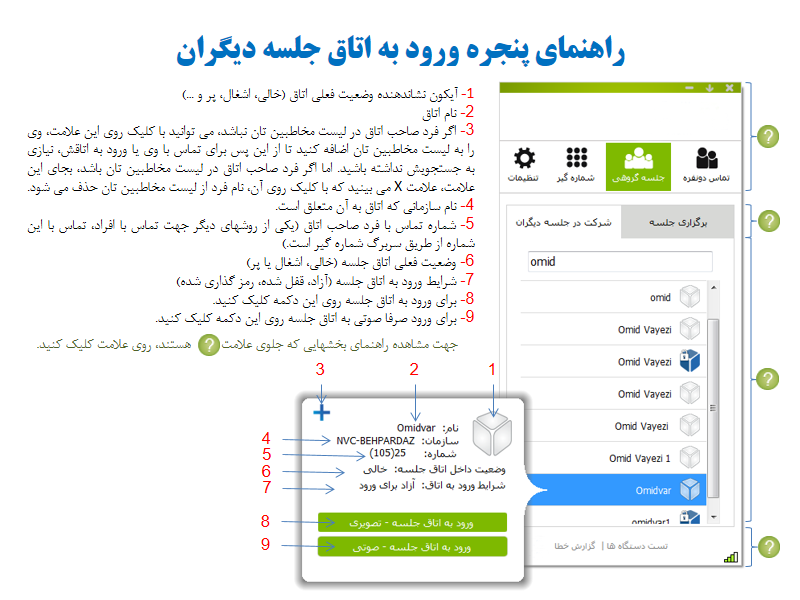 راهنمای پنجره ورود به اتاق جلسه دیگران
1- آیکون نشاندهنده وضعیت فعلی اتاق (خالی، اشغال، پر و ...)
2- نام اتاق
3- اگر فرد صاحب اتاق در لیست مخاطبین تان نباشد، می توانید با کلیک روی این علامت، وی
را به لیست مخاطبین تان اضافه کنید تا از این پس برای تماس با وی یا ورود به اتاقش، نیازی
به جستجویش نداشته باشید. اما اگر فرد صاحب اتاق در لیست مخاطبین تان باشد، بجای این
علامت، علامت X می بینید که با کلیک روی آن، نام فرد از لیست مخاطبین تان حذف می شود.
4- نام سازمانی که اتاق به آن متعلق است.
5- شماره تماس با فرد صاحب اتاق (یکی از روشهای دیگر جهت تماس با افراد، تماس با این
شماره از طریق سربرگ شماره گیر است.)
6- وضعیت فعلی اتاق جلسه (خالی، اشغال یا پر)
7- شرایط ورود به اتاق جلسه (آزاد، قفل شده، رمز گذاری شده)
8- برای ورود به اتاق جلسه روی این دکمه کلیک کنید.
9- برای ورود صرفا صوتی به اتاق جلسه روی این دکمه کلیک کنید.
جهت مشاهده راهنمای بخشهایی که جلوی علامت ? هستند، روی علامت کلیک کنید.
تماس دونفره
جلسه گروهی
شماره گیر
تنظیمات
?
برگزاری جلسه
شرکت در جلسه دیگران
?
omid
omid
Omid Vayezi
Omid Vayezi
Omid Vayezi
Omid Vayezi
Omid Vayezi 1
Omidvar
omidvar1
?
تست دستگاه ها | گزارش خطا
?
1
2
3
نام: Omidvar
4
سازمان: NVC-BEHPARDAZ
5
شماره: 25(105)
6
وضعیت داخل اتاق جلسه: خالی
7
شرایط ورود به اتاق: آزاد برای ورود
8
ورود به اتاق جلسه - تصویری
9
ورود به اتاق جلسه - صوتی